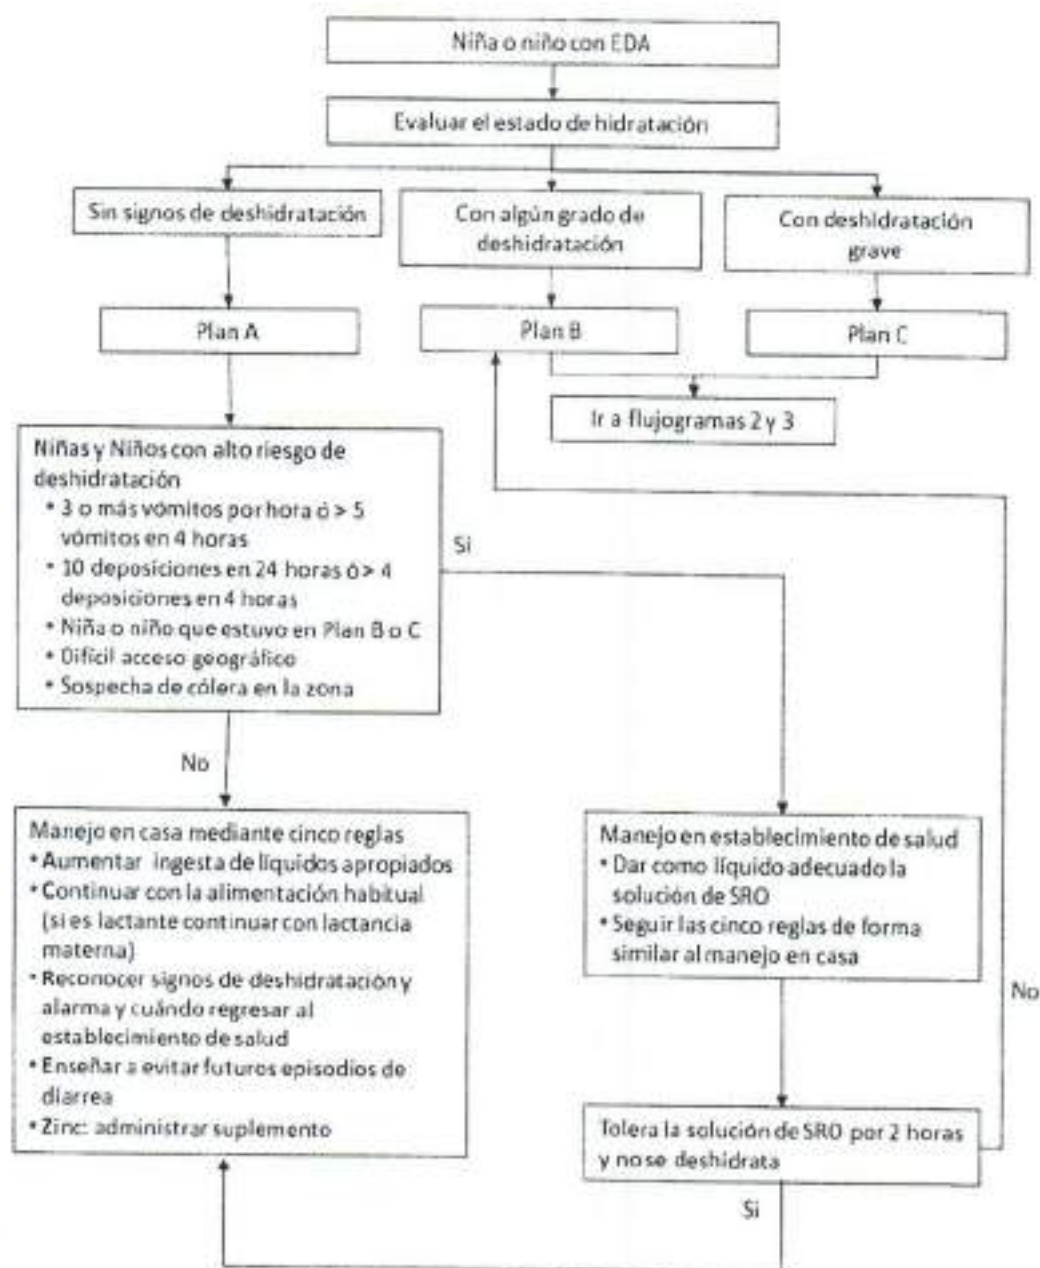 Niña o niño con EDA
Evaluar el estado de hidratación
Sin signos de deshidratación
Con algún grado de
deshidratación
Con deshidratación
grave
Plan A
Plan B
Plan C
Ir a flujogramas 2 y 3
Niñas y Niños con alto riesgo de
deshidratación
• 3 o más vómitos por hora ó > 5
vómitos en 4 horas
• 10 deposiciones en 24 horas ó > 4
deposiciones en 4 horas
• Niña o niño que estuvo en Plan B o C
• Difícil acceso geográfico
• Sospecha de cólera en la zona
Si
No
Manejo en casa mediante cinco reglas
• Aumentar ingesta de líquidos apropiados
• Continuar con la alimentación habitual
(si es lactante continuar con lactancia
materna)
• Reconocer signos de deshidratación y
alarma y cuándo regresar al
establecimiento de salud
• Enseñar a evitar futuros episodios de
diarrea
• Zinc: administrar suplemento
Manejo en establecimiento de salud
• Dar como líquido adecuado la
solución de SRO
• Seguir las cinco reglas de forma
similar al manejo en casa
No
Tolera la solución de SRO por 2 horas
y no se deshidrata
Si